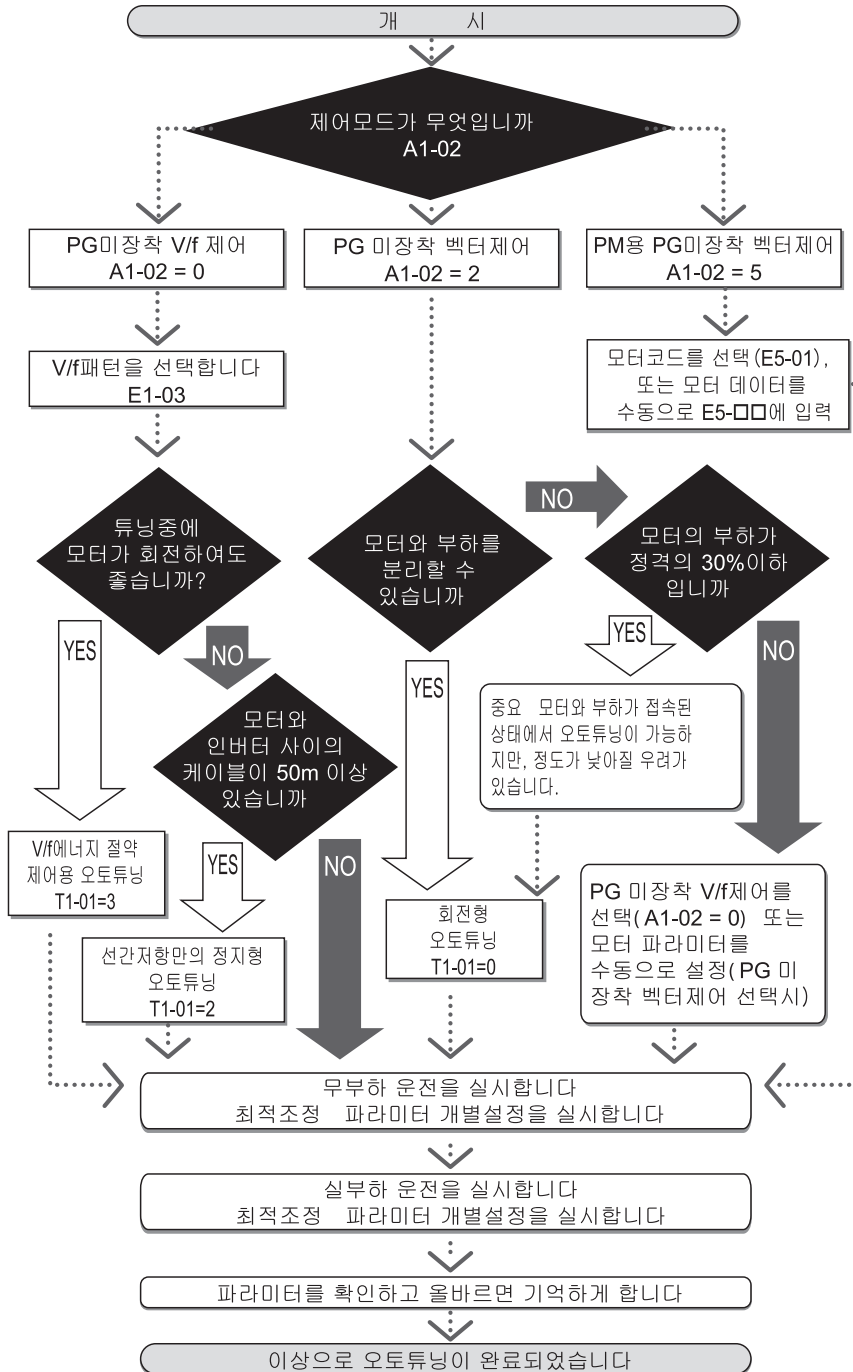 개 시
제어모드가 무엇입니까
A1-02
PG미장착 V/f 제어
A1-02 = 0
PG 미장착 벡터제어
A1-02 = 2
PM용 PG미장착 벡터제어
A1-02 = 5
V/f패턴을 선택합니다
E1-03
모터코드를 선택(E5-01),
또는 모터 데이터를
수동으로 E5-□□에 입력
튜닝중에
모터가 회전하여도
좋습니까?
모터와 부하를
분리할 수
있습니까
NO
모터의 부하가
정격의 30%이하
입니까
YES
NO
모터와
인버터 사이의
케이블이 50m 이상
있습니까
YES
YES
NO
중요 모터와 부하가 접속된
상태에서 오토튜닝이 가능하
지만, 정도가 낮아질 우려가
있습니다.
V/f에너지 절약
제어용 오토튜닝
T1-01=3
YES
NO
선간저항만의 정지형
오토튜닝
T1-01=2
회전형
오토튜닝
T1-01=0
PG 미장착 V/f제어를
선택(A1-02 = 0) 또는
모터 파라미터를
수동으로 설정(PG 미
장착 벡터제어 선택시)
무부하 운전을 실시합니다
최적조정 파라미터 개별설정을 실시합니다
실부하 운전을 실시합니다
최적조정 파라미터 개별설정을 실시합니다
파라미터를 확인하고 올바르면 기억하게 합니다
이상으로 오토튜닝이 완료되었습니다